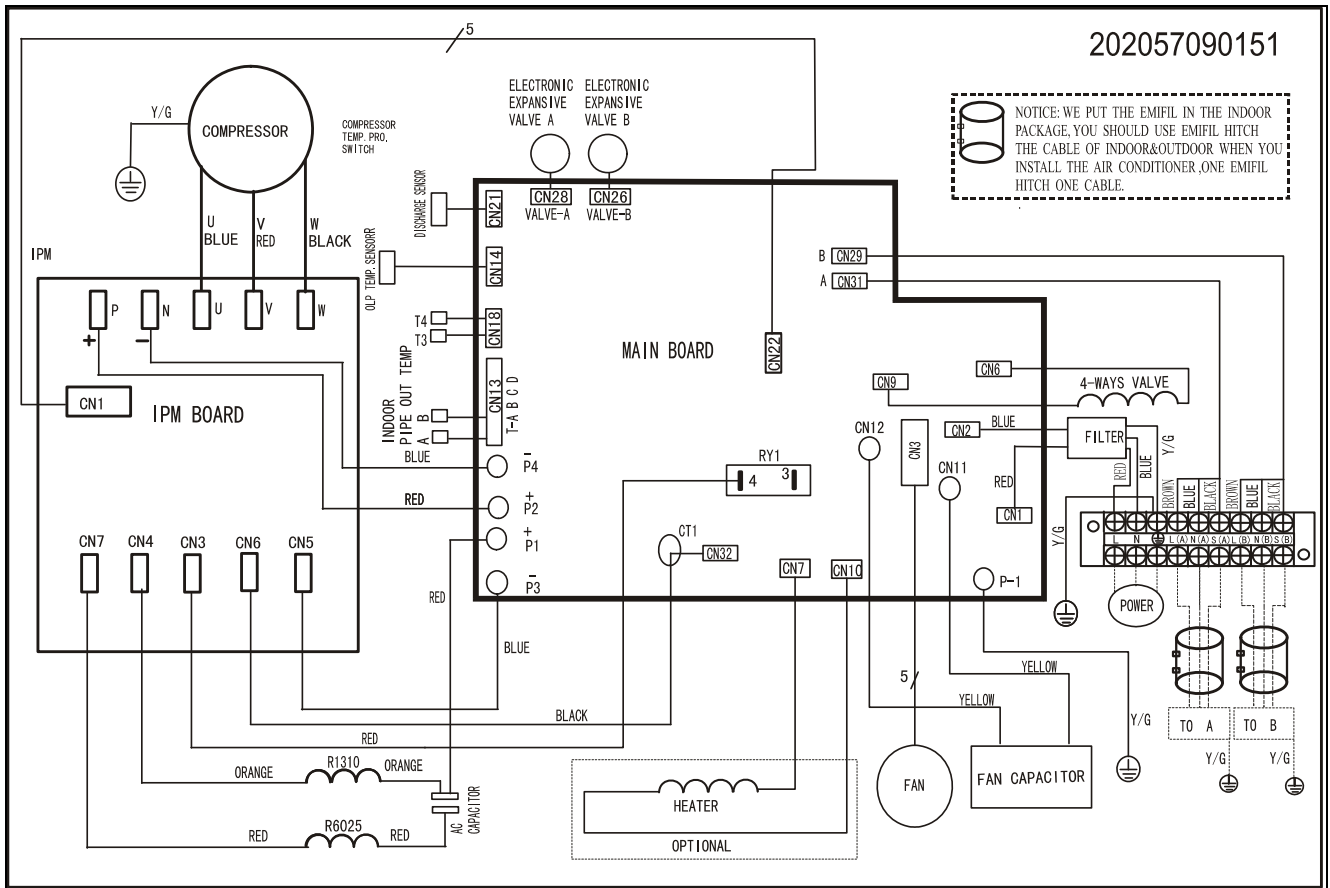 5
202057090151
Y/G
COMPRESSOR
COMPRESSOR
TEMP. PRO.
SWITCH
ELECTRONIC
EXPANSIVE
VALVE A
ELECTRONIC
EXPANSIVE
VALVE B
NOTICE: WE PUT THE EMIFIL IN THE INDOOR
PACKAGE, YOU SHOULD USE EMIFIL HITCH
THE CABLE OF INDOOR&OUTDOOR WHEN YOU
INSTALL THE AIR CONDITIONER ,ONE EMIFIL
HITCH ONE CABLE.
U
BLUE
V
RED
W
BLACK
DISCHARGE SENSOR
CN21
CN28
VALVE-A
CN26
VALVE-B
IPM
OLP TEMP. SENSORR
CN14
B CN29
A CN31
P
N
U
V
W
+
-
T4
T3
CN18
MAIN BOARD
CN22
CN1
IPM BOARD
INDOOR
PIPE OUT TEMP
A B
CN13
T-A B C D
CN9
CN6
4-WAYS VALVE
CN12
CN3
CN2
BLUE
FILTER
Y/G
BLUE
-
P4
RED
+
P2
RY1
4
3
CN11
RED
CN1
RED
BLUE
BROWN
BLUE
BLACK
BROWN
BLUE
BLACK
Y/G
L N L(A) N(A) S(A) L(B) N(B) S(B)
CN7
CN4
CN3
CN6
CN5
+
P1
-
P3
CT1
CN32
CN7
CN10
P-1
POWER
RED
BLUE
5
YELLOW
YELLOW
BLACK
RED
Y/G
TO A
TO B
Y/G
Y/G
ORANGE
R1310
ORANGE
AC
CAPACITOR
HEATER
OPTIONAL
FAN
FAN CAPACITOR
RED
R6025
RED